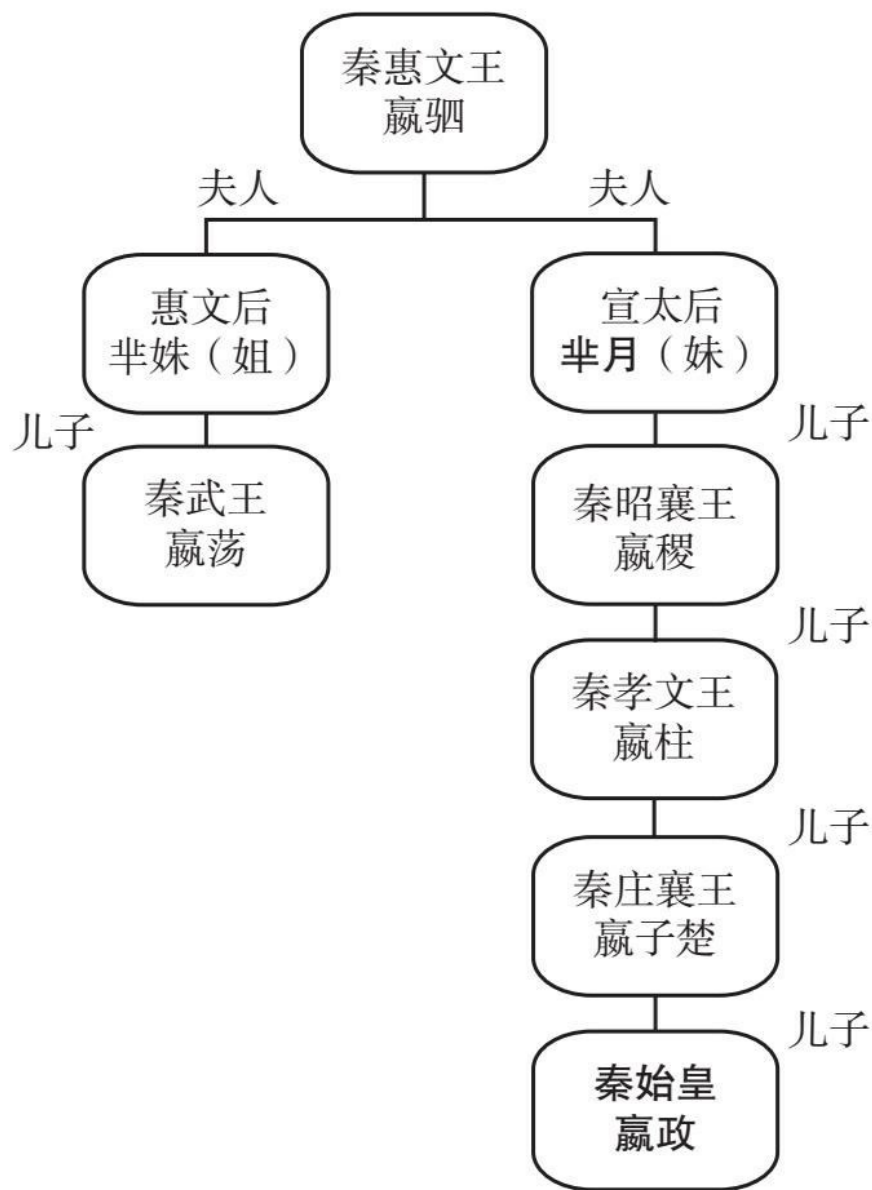 秦惠文王
嬴驷
夫人
夫人
惠文后
芈姝（姐）
宣太后
芈月（妹）
儿子
儿子
秦武王
嬴荡
秦昭襄王
嬴稷
儿子
秦孝文王
嬴柱
儿子
秦庄襄王
嬴子楚
儿子
秦始皇
嬴政